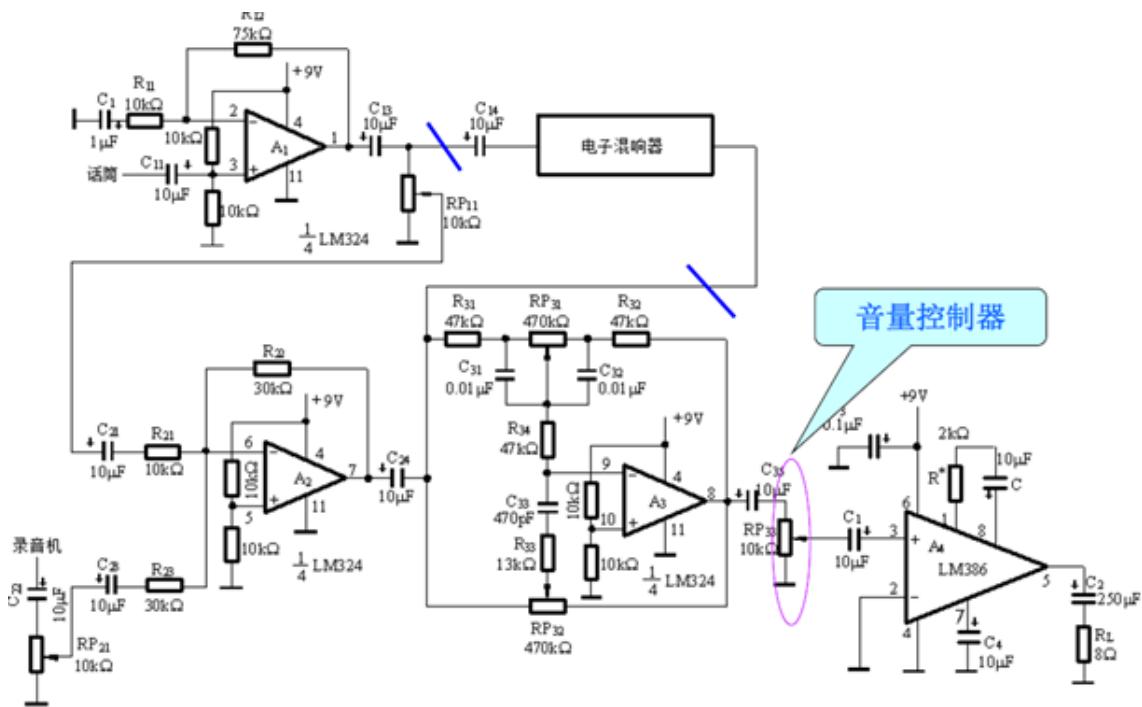 75kΩ
+9V
R11
10kΩ
C1
1μF
2
4
10kΩ
A1
1
C13
10μF
C14
10μF
电子混响器
C11
10μF
话筒
3
11
10kΩ
RP11
10kΩ
1/4 LM324
R31
47kΩ
RP31
470kΩ
R32
47kΩ
音量控制器
C31
0.01μF
C32
0.01μF
R22
30kΩ
+9V
C21
10μF
R21
10kΩ
6
4
10kΩ
A2
7
C24
10μF
5
11
10kΩ
1/4 LM324
R34
47kΩ
+9V
9
4
C33
470pF
10kΩ
A3
8
10
11
R33
13kΩ
10kΩ
1/4 LM324
RP32
470kΩ
10μF
RP33
10kΩ
录音机
C22
10μF
C23
10μF
R23
30kΩ
RP21
10kΩ
+9V
0.1μF
2kΩ
R*
10μF
C
6
1
8
C1
10μF
3
A4
LM386
5
2
4
7
C4
10μF
C2
250μF
RL
8Ω